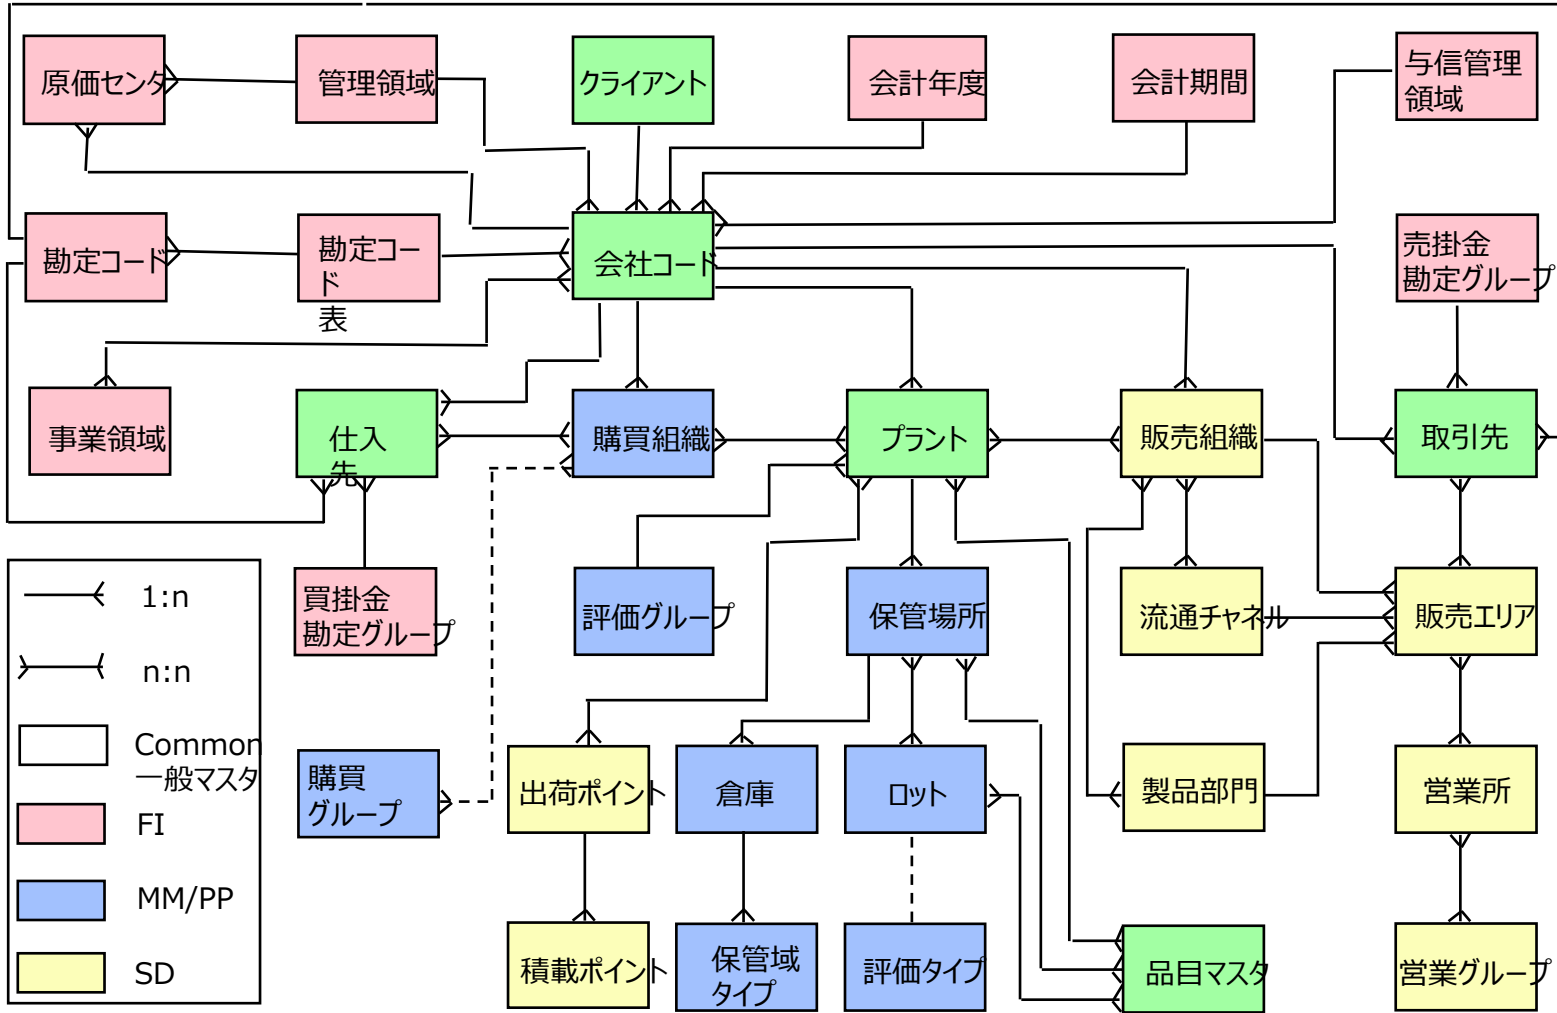 原価センタ
管理領域
クライアント
会計年度
会計期間
与信管理
領域
勘定コード
勘定コー
ド
表
会社コード
売掛金
勘定グループ
事業領域
仕入
先
購買組織
プラント
販売組織
取引先
買掛金
勘定グループ
評価グループ
保管場所
流通チャネル
販売エリア
購買
グループ
出荷ポイント
倉庫
ロット
製品部門
営業所
積載ポイント
保管域
タイプ
評価タイプ
品目マスタ
営業グループ
1:n
n:n
Common
一般マスタ
FI
MM/PP
SD